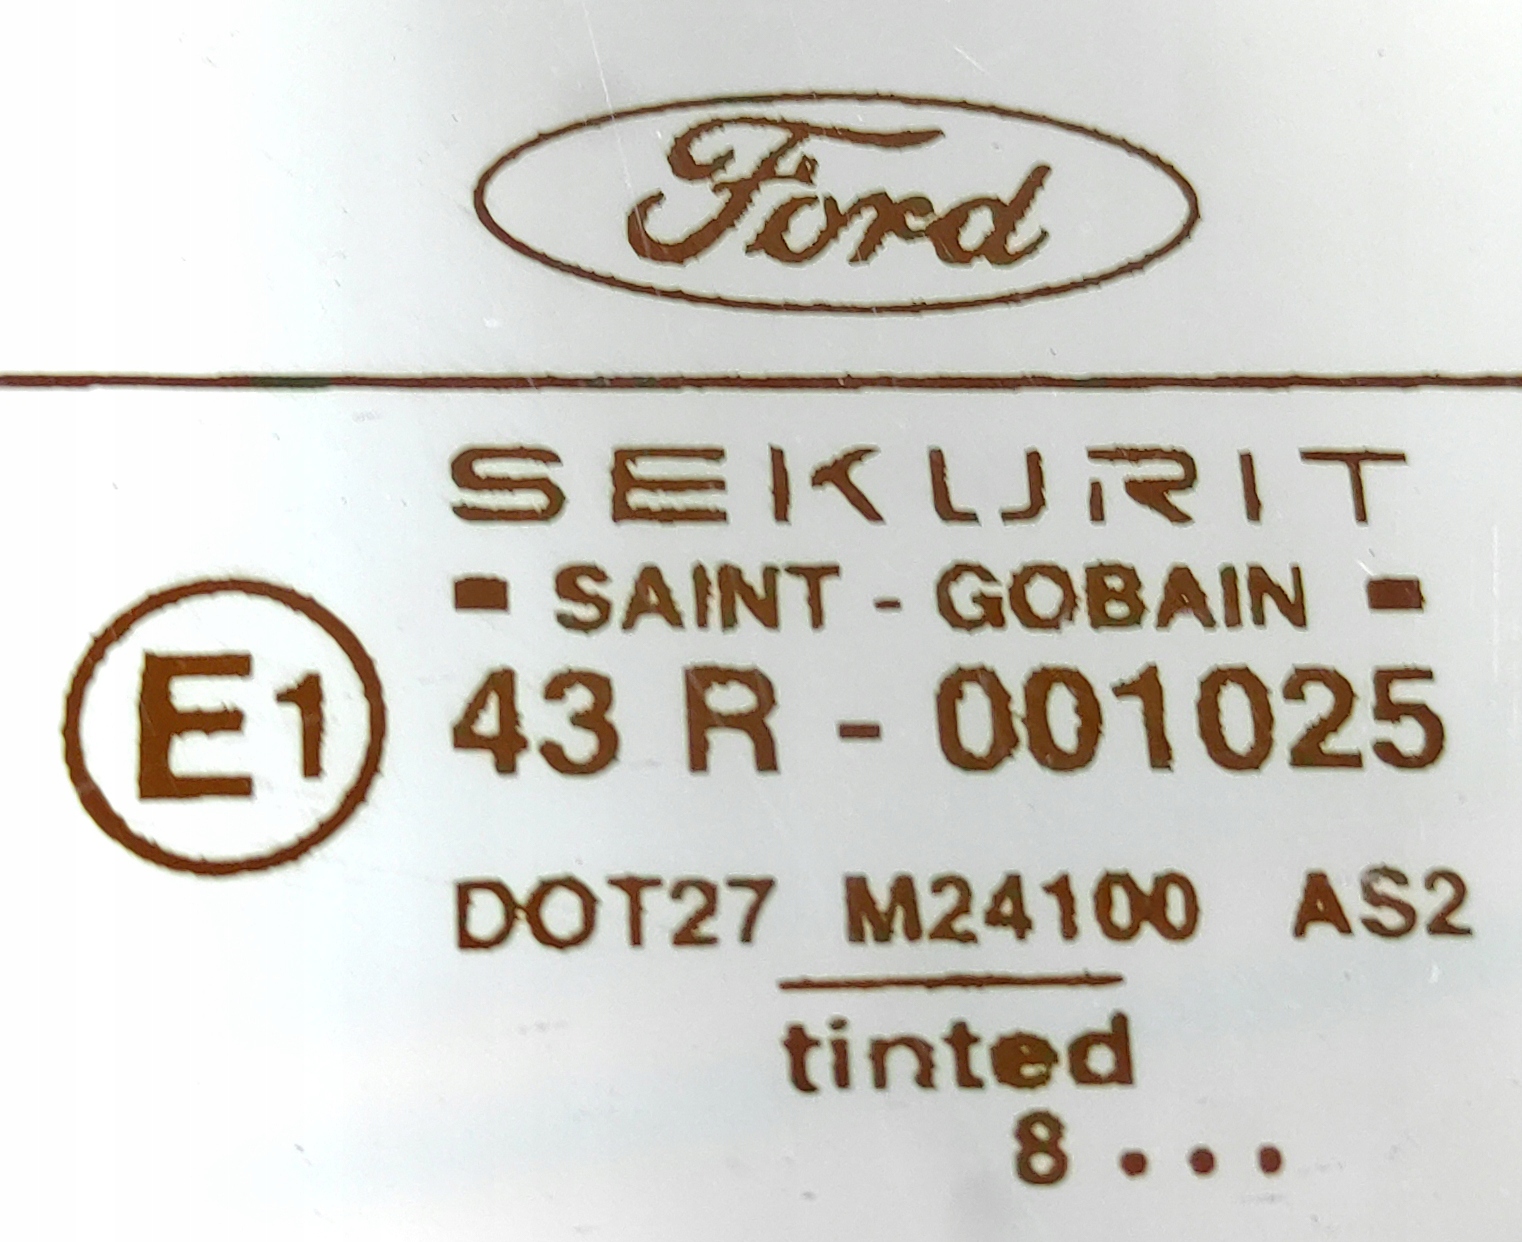 Ford
SEKURIT
▪ SAINT - GOBAIN ▪
E1
43 R - 001025
DOT27 M24100 AS2
tinted
8 ...